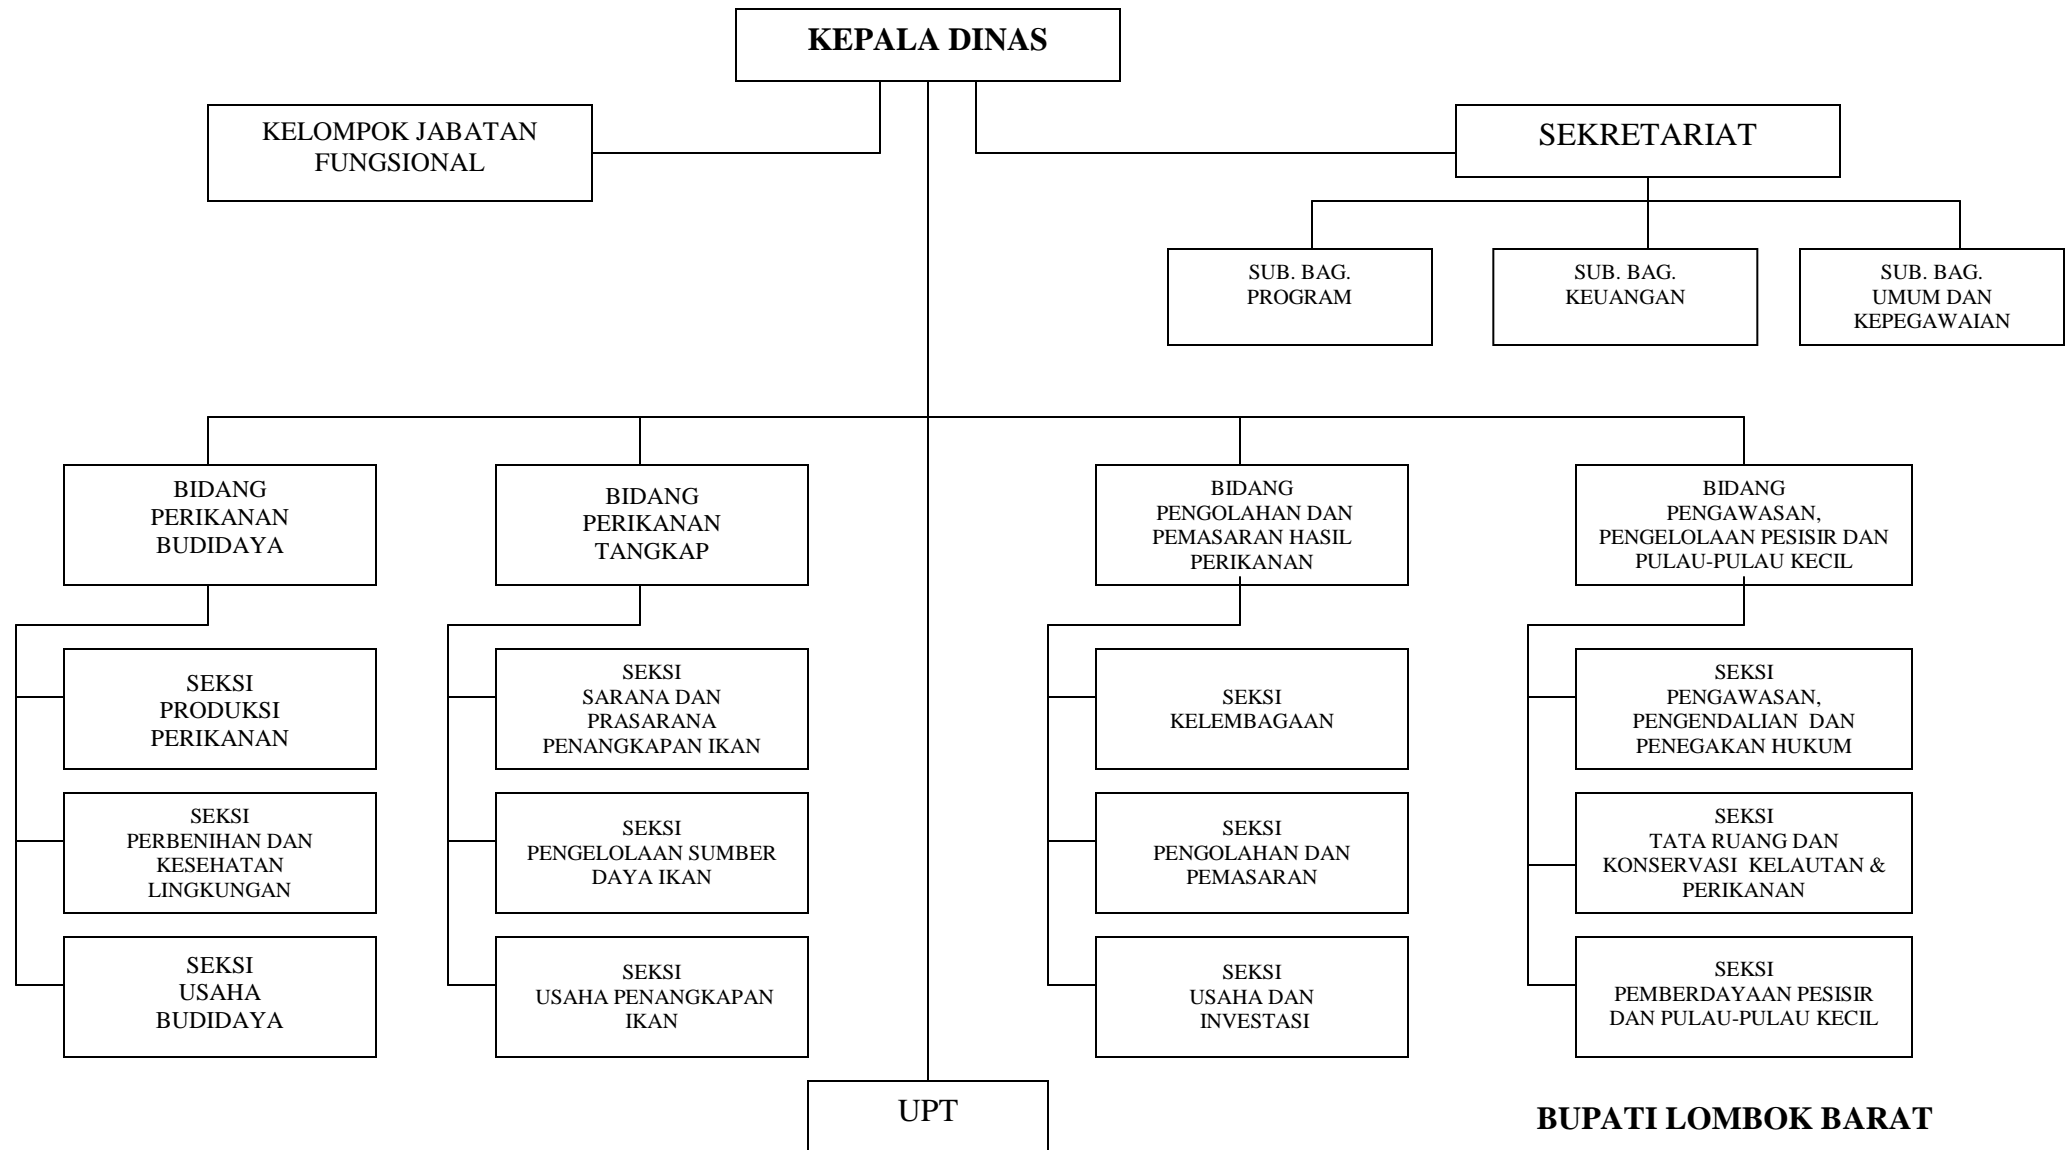 KEPALA DINAS
KELOMPOK JABATAN
FUNGSIONAL
SEKRETARIAT
SUB. BAG.
PROGRAM
SUB. BAG.
KEUANGAN
SUB. BAG.
UMUM DAN
KEPEGAWAIAN
BIDANG
PERIKANAN
BUDIDAYA
BIDANG
PERIKANAN
TANGKAP
BIDANG
PENGOLAHAN DAN
PEMASARAN HASIL
PERIKANAN
BIDANG
PENGAWASAN,
PENGELOLAAN PESISIR DAN
PULAU-PULAU KECIL
SEKSI
PRODUKSI
PERIKANAN
SEKSI
SARANA DAN
PRASARANA
PENANGKAPAN IKAN
SEKSI
KELEMBAGAAN
SEKSI
PENGAWASAN,
PENGENDALIAN DAN
PENEGAKAN HUKUM
SEKSI
PERBENIHAN DAN
KESEHATAN
LINGKUNGAN
SEKSI
PENGELOLAAN SUMBER
DAYA IKAN
SEKSI
PENGOLAHAN DAN
PEMASARAN
SEKSI
TATA RUANG DAN
KONSERVASI KELAUTAN &
PERIKANAN
SEKSI
USAHA
BUDIDAYA
SEKSI
USAHA PENANGKAPAN
IKAN
SEKSI
USAHA DAN
INVESTASI
SEKSI
PEMBERDAYAAN PESISIR
DAN PULAU-PULAU KECIL
UPT
BUPATI LOMBOK BARAT